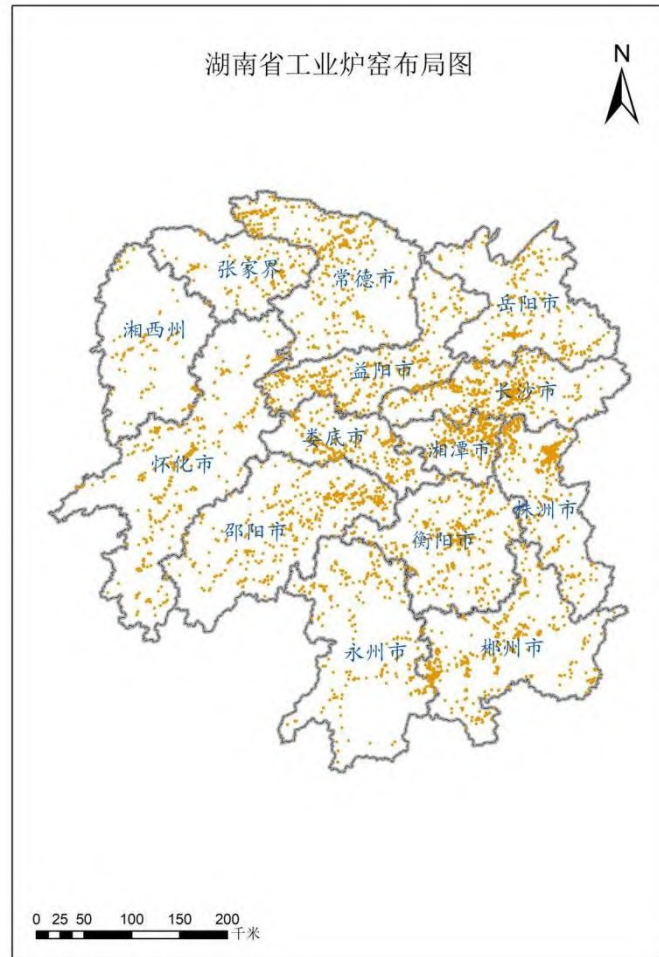 湖南省工业炉窑布局图
N
张家界
常德市
岳阳市
湘西州
益阳市
长沙市
娄底市
湘潭市
怀化市
株洲市
邵阳市
衡阳市
永州市
郴州市
0 25 50 100 150 200
千米